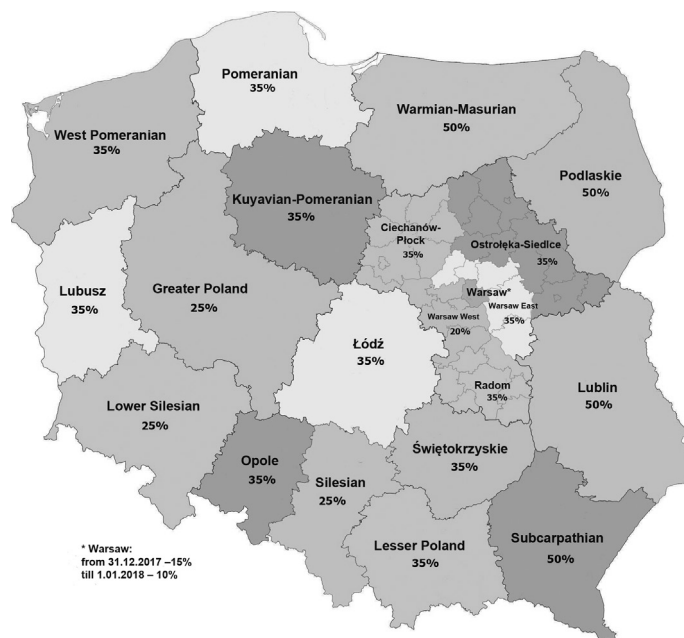 Pomeranian
35%
Warmian-Masurian
50%
West Pomeranian
35%
Podlaskie
50%
Kuyavian-Pomeranian
35%
Ciechanów-
Płock
35%
Ostrołęka-Siedlce
35%
Lubusz
35%
Greater Poland
25%
Warsaw*
Warsaw East
35%
Warsaw West
20%
Łódź
35%
Radom
35%
Lublin
50%
Lower Silesian
25%
Świętokrzyskie
35%
Opole
35%
Silesian
25%
Subcarpathian
50%
Lesser Poland
35%
* Warsaw:
from 31.12.2017 –15%
till 1.01.2018 – 10%